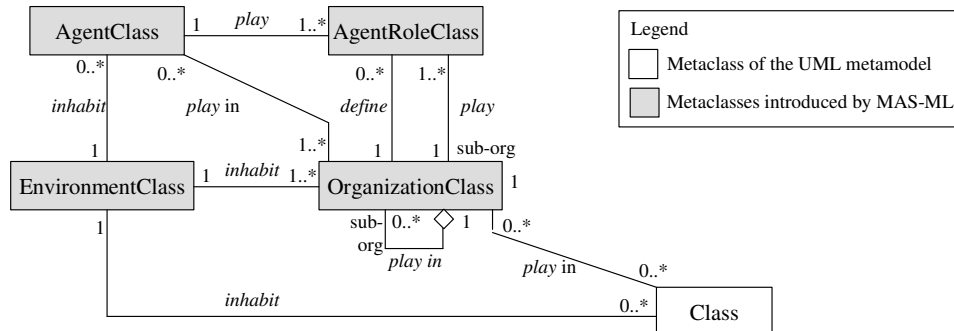 AgentClass
1
play
1..*
AgentRoleClass
Legend
Metaclass of the UML metamodel
Metaclasses introduced by MAS-ML
0..*
0..*
0..*
1..*
inhabit
play in
define
play
1
1..*
1
1
sub-org
EnvironmentClass
1
inhabit
1..*
OrganizationClass
1
1
sub-
org
0..*
1
0..*
play in
play in
0..*
inhabit
0..*
Class